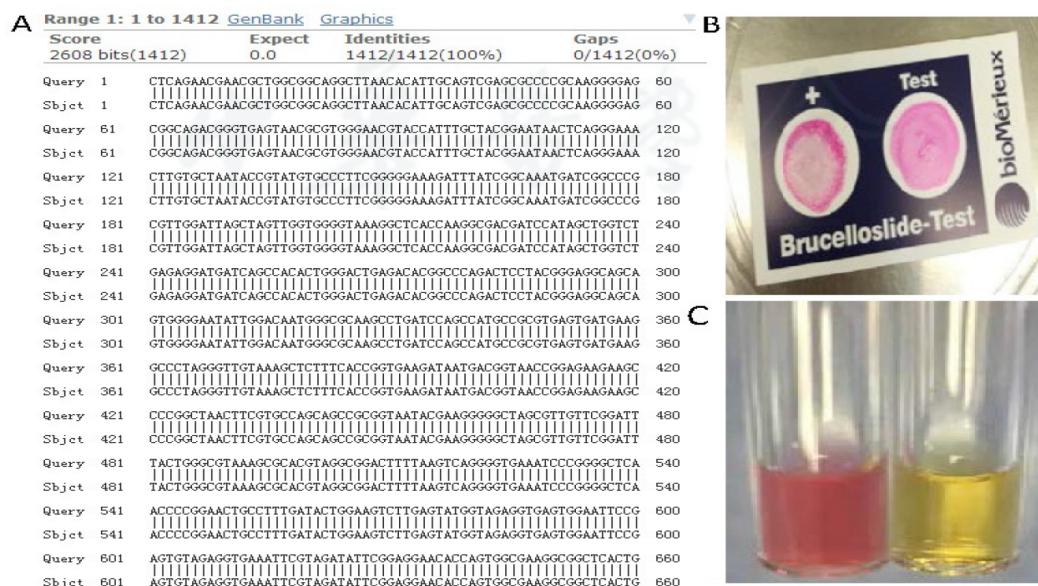 A
Range 1: 1 to 1412 GenBank Graphics
Score Expect Identities Gaps
2608 bits(1412) 0.0 1412/1412(100%) 0/1412(0%)
Query 1 CTCAGAACGAACGCTGGCGGCAGGCTTAACACATTGCAGTCGAGCGCCCCGCAAGGGGAG 60
Sbjct 1 CTCAGAACGAACGCTGGCGGCAGGCTTAACACATTGCAGTCGAGCGCCCCGCAAGGGGAG 60
Query 61 CGGCAGACGGGTGAGTAACGCGTGGGAACGTACCATTTGCTACGGAATAACTCAGGGAAA 120
Sbjct 61 CGGCAGACGGGTGAGTAACGCGTGGGAACGTACCATTTGCTACGGAATAACTCAGGGAAA 120
Query 121 CTTGTGCTAATACCGTATGTGCCCTTCGGGGGAAAGATTTATCGGCAAATGATCGGCCCG 180
Sbjct 121 CTTGTGCTAATACCGTATGTGCCCTTCGGGGGAAAGATTTATCGGCAAATGATCGGCCCG 180
Query 181 CGTTGGATTAGCTAGTTGGTGGGGTAAAGGCTCACCAAGGCGACGATCCATAGCTGGTCT 240
Sbjct 181 CGTTGGATTAGCTAGTTGGTGGGGTAAAGGCTCACCAAGGCGACGATCCATAGCTGGTCT 240
Query 241 GAGAGGATGATCAGCCACACTGGGACTGAGACACGGCCCAGACTCCTACGGGAGGCAGCA 300
Sbjct 241 GAGAGGATGATCAGCCACACTGGGACTGAGACACGGCCCAGACTCCTACGGGAGGCAGCA 300
Query 301 GTGGGGAATATTGGACAATGGGCGCAAGCCTGATCCAGCCATGCCGCGTGAGTGATGAAG 360
Sbjct 301 GTGGGGAATATTGGACAATGGGCGCAAGCCTGATCCAGCCATGCCGCGTGAGTGATGAAG 360
Query 361 GCCCTAGGGTTGTAAAGCTCTTTCACCGGTGAAGATAATGACGGTAACCGGAGAAGAAGC 420
Sbjct 361 GCCCTAGGGTTGTAAAGCTCTTTCACCGGTGAAGATAATGACGGTAACCGGAGAAGAAGC 420
Query 421 CCCGGCTAACTTCGTGCCAGCAGCCGCGGTAATACGAAGGGGGCTAGCGTTGTTCGGATT 480
Sbjct 421 CCCGGCTAACTTCGTGCCAGCAGCCGCGGTAATACGAAGGGGGCTAGCGTTGTTCGGATT 480
Query 481 TACTGGGCGTAAAGCGCACGTAGGCGGACTTTTAAGTCAGGGGTGAAATCCCGGGGCTCA 540
Sbjct 481 TACTGGGCGTAAAGCGCACGTAGGCGGACTTTTAAGTCAGGGGTGAAATCCCGGGGCTCA 540
Query 541 ACCCCGGAACTGCCTTTGATACTGGAAGTCTTGAGTATGGTAGAGGTGAGTGGAATTCCG 600
Sbjct 541 ACCCCGGAACTGCCTTTGATACTGGAAGTCTTGAGTATGGTAGAGGTGAGTGGAATTCCG 600
Query 601 AGTGTAGAGGTGAAATTCGTAGATATTCGGAGGAACACCAGTGGCGAAGGCGGCTCACTG 660
Sbjct 601 AGTGTAGAGGTGAAATTCGTAGATATTCGGAGGAACACCAGTGGCGAAGGCGGCTCACTG 660
B
+
Test
Brucelloslide-Test
bioMérieux
C